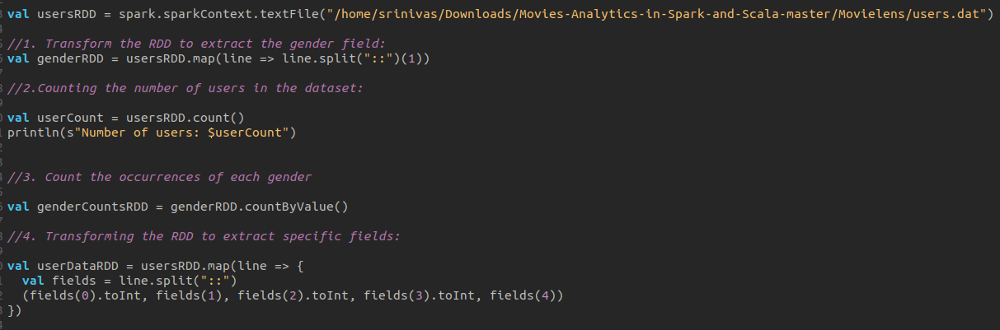 val usersRDD = spark.sparkContext.textFile("/home/srinivas/Downloads/Movies-Analytics-in-Spark-and-Scala-master/Movielens/users.dat")
//1. Transform the RDD to extract the gender field:
val genderRDD = usersRDD.map(line => line.split("::")(1))
//2.Counting the number of users in the dataset:
val userCount = usersRDD.count()
println(s"Number of users: $userCount")
//3. Count the occurrences of each gender
val genderCountsRDD = genderRDD.countByValue()
//4. Transforming the RDD to extract specific fields:
val userDataRDD = usersRDD.map(line => {
  val fields = line.split("::")
  (fields(0).toInt, fields(1), fields(2).toInt, fields(3).toInt, fields(4))
})